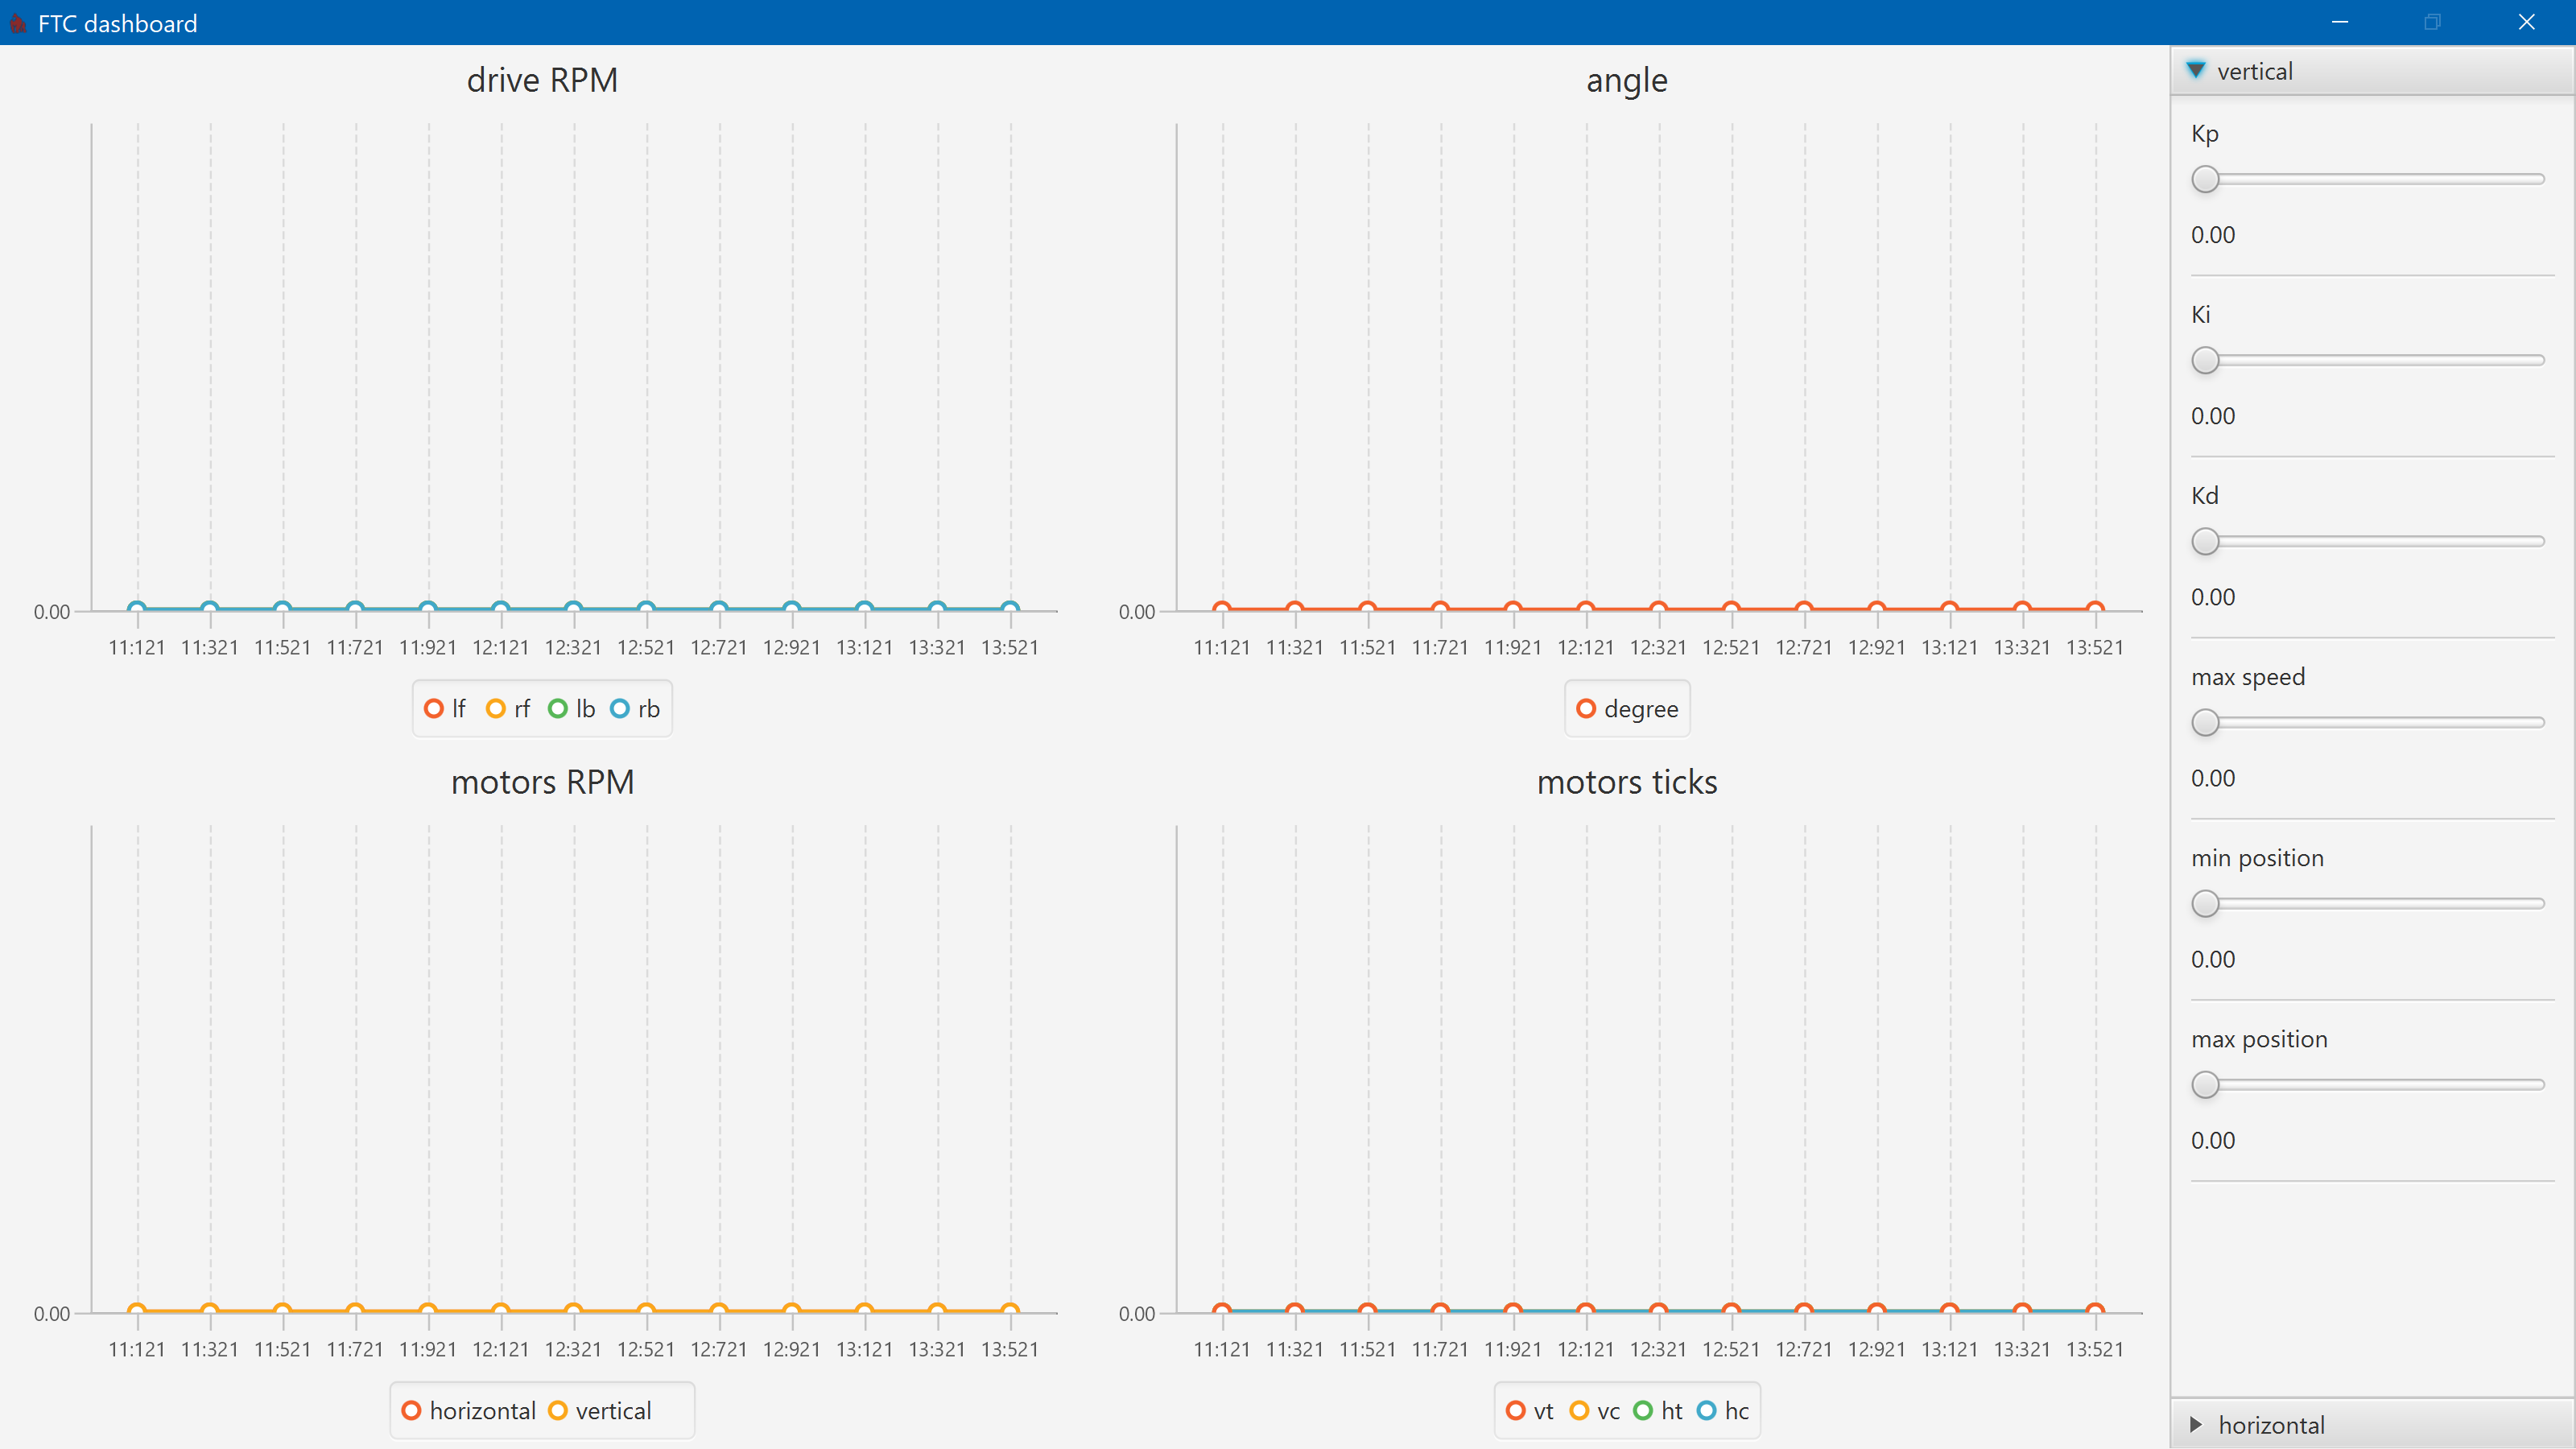 FTC dashboard
drive RPM
0.00
11:121 11:321 11:521 11:721 11:921 12:121 12:321 12:521 12:721 12:921 13:121 13:321 13:521
lf rf lb rb
angle
0.00
11:121 11:321 11:521 11:721 11:921 12:121 12:321 12:521 12:721 12:921 13:121 13:321 13:521
degree
motors RPM
0.00
11:121 11:321 11:521 11:721 11:921 12:121 12:321 12:521 12:721 12:921 13:121 13:321 13:521
horizontal vertical
motors ticks
0.00
11:121 11:321 11:521 11:721 11:921 12:121 12:321 12:521 12:721 12:921 13:121 13:321 13:521
vt vc ht hc
vertical
Kp
0.00
Ki
0.00
Kd
0.00
max speed
0.00
min position
0.00
max position
0.00
horizontal